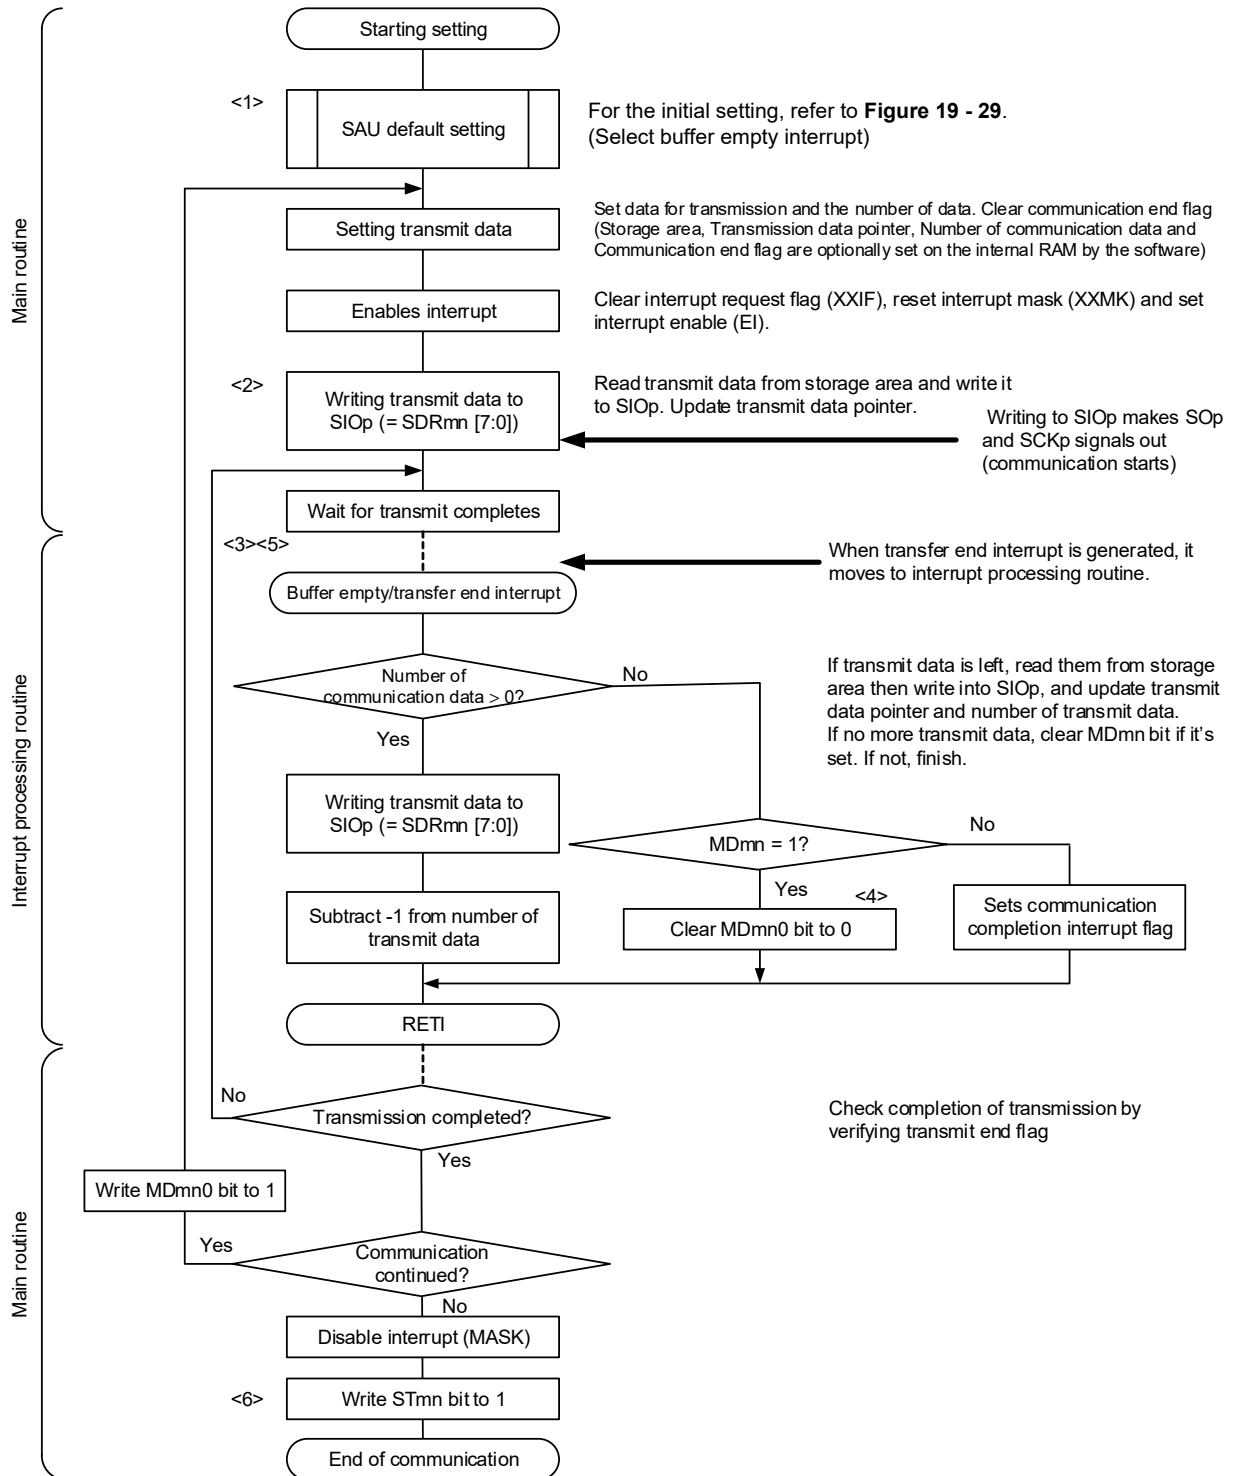 Starting setting
<1>
SAU default setting
For the initial setting, refer to Figure 19 - 29.
(Select buffer empty interrupt)
Main routine
Setting transmit data
Set data for transmission and the number of data. Clear communication end flag
(Storage area, Transmission data pointer, Number of communication data and
Communication end flag are optionally set on the internal RAM by the software)
Enables interrupt
Clear interrupt request flag (XXIF), reset interrupt mask (XXMK) and set
interrupt enable (EI).
<2>
Writing transmit data to
SIOp (= SDRmn [7:0])
Read transmit data from storage area and write it
to SIOp. Update transmit data pointer.
Writing to SIOp makes SOp
and SCKp signals out
(communication starts)
Wait for transmit completes
<3><5>
When transfer end interrupt is generated, it
moves to interrupt processing routine.
Buffer empty/transfer end interrupt
Interrupt processing routine
Number of
communication data > 0?
No
Yes
If transmit data is left, read them from storage
area then write into SIOp, and update transmit
data pointer and number of transmit data.
If no more transmit data, clear MDmn bit if it's
set. If not, finish.
Writing transmit data to
SIOp (= SDRmn [7:0])
MDmn = 1?
No
Yes
<4>
Subtract -1 from number of
transmit data
Clear MDmn0 bit to 0
Sets communication
completion interrupt flag
RETI
Main routine
No
Transmission completed?
Yes
Check completion of transmission by
verifying transmit end flag
Write MDmn0 bit to 1
Yes
Communication
continued?
No
Disable interrupt (MASK)
<6>
Write STmn bit to 1
End of communication